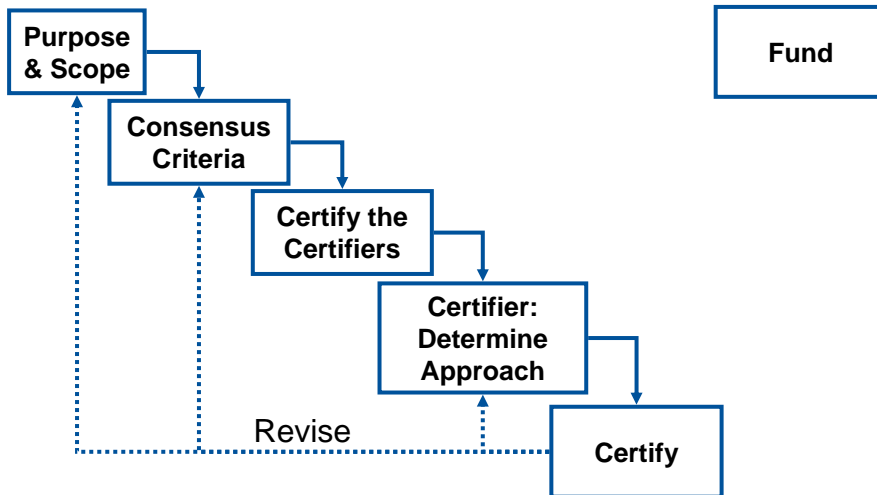 Purpose
& Scope
Fund
Consensus
Criteria
Certify the
Certifiers
Certifier:
Determine
Approach
Revise
Certify